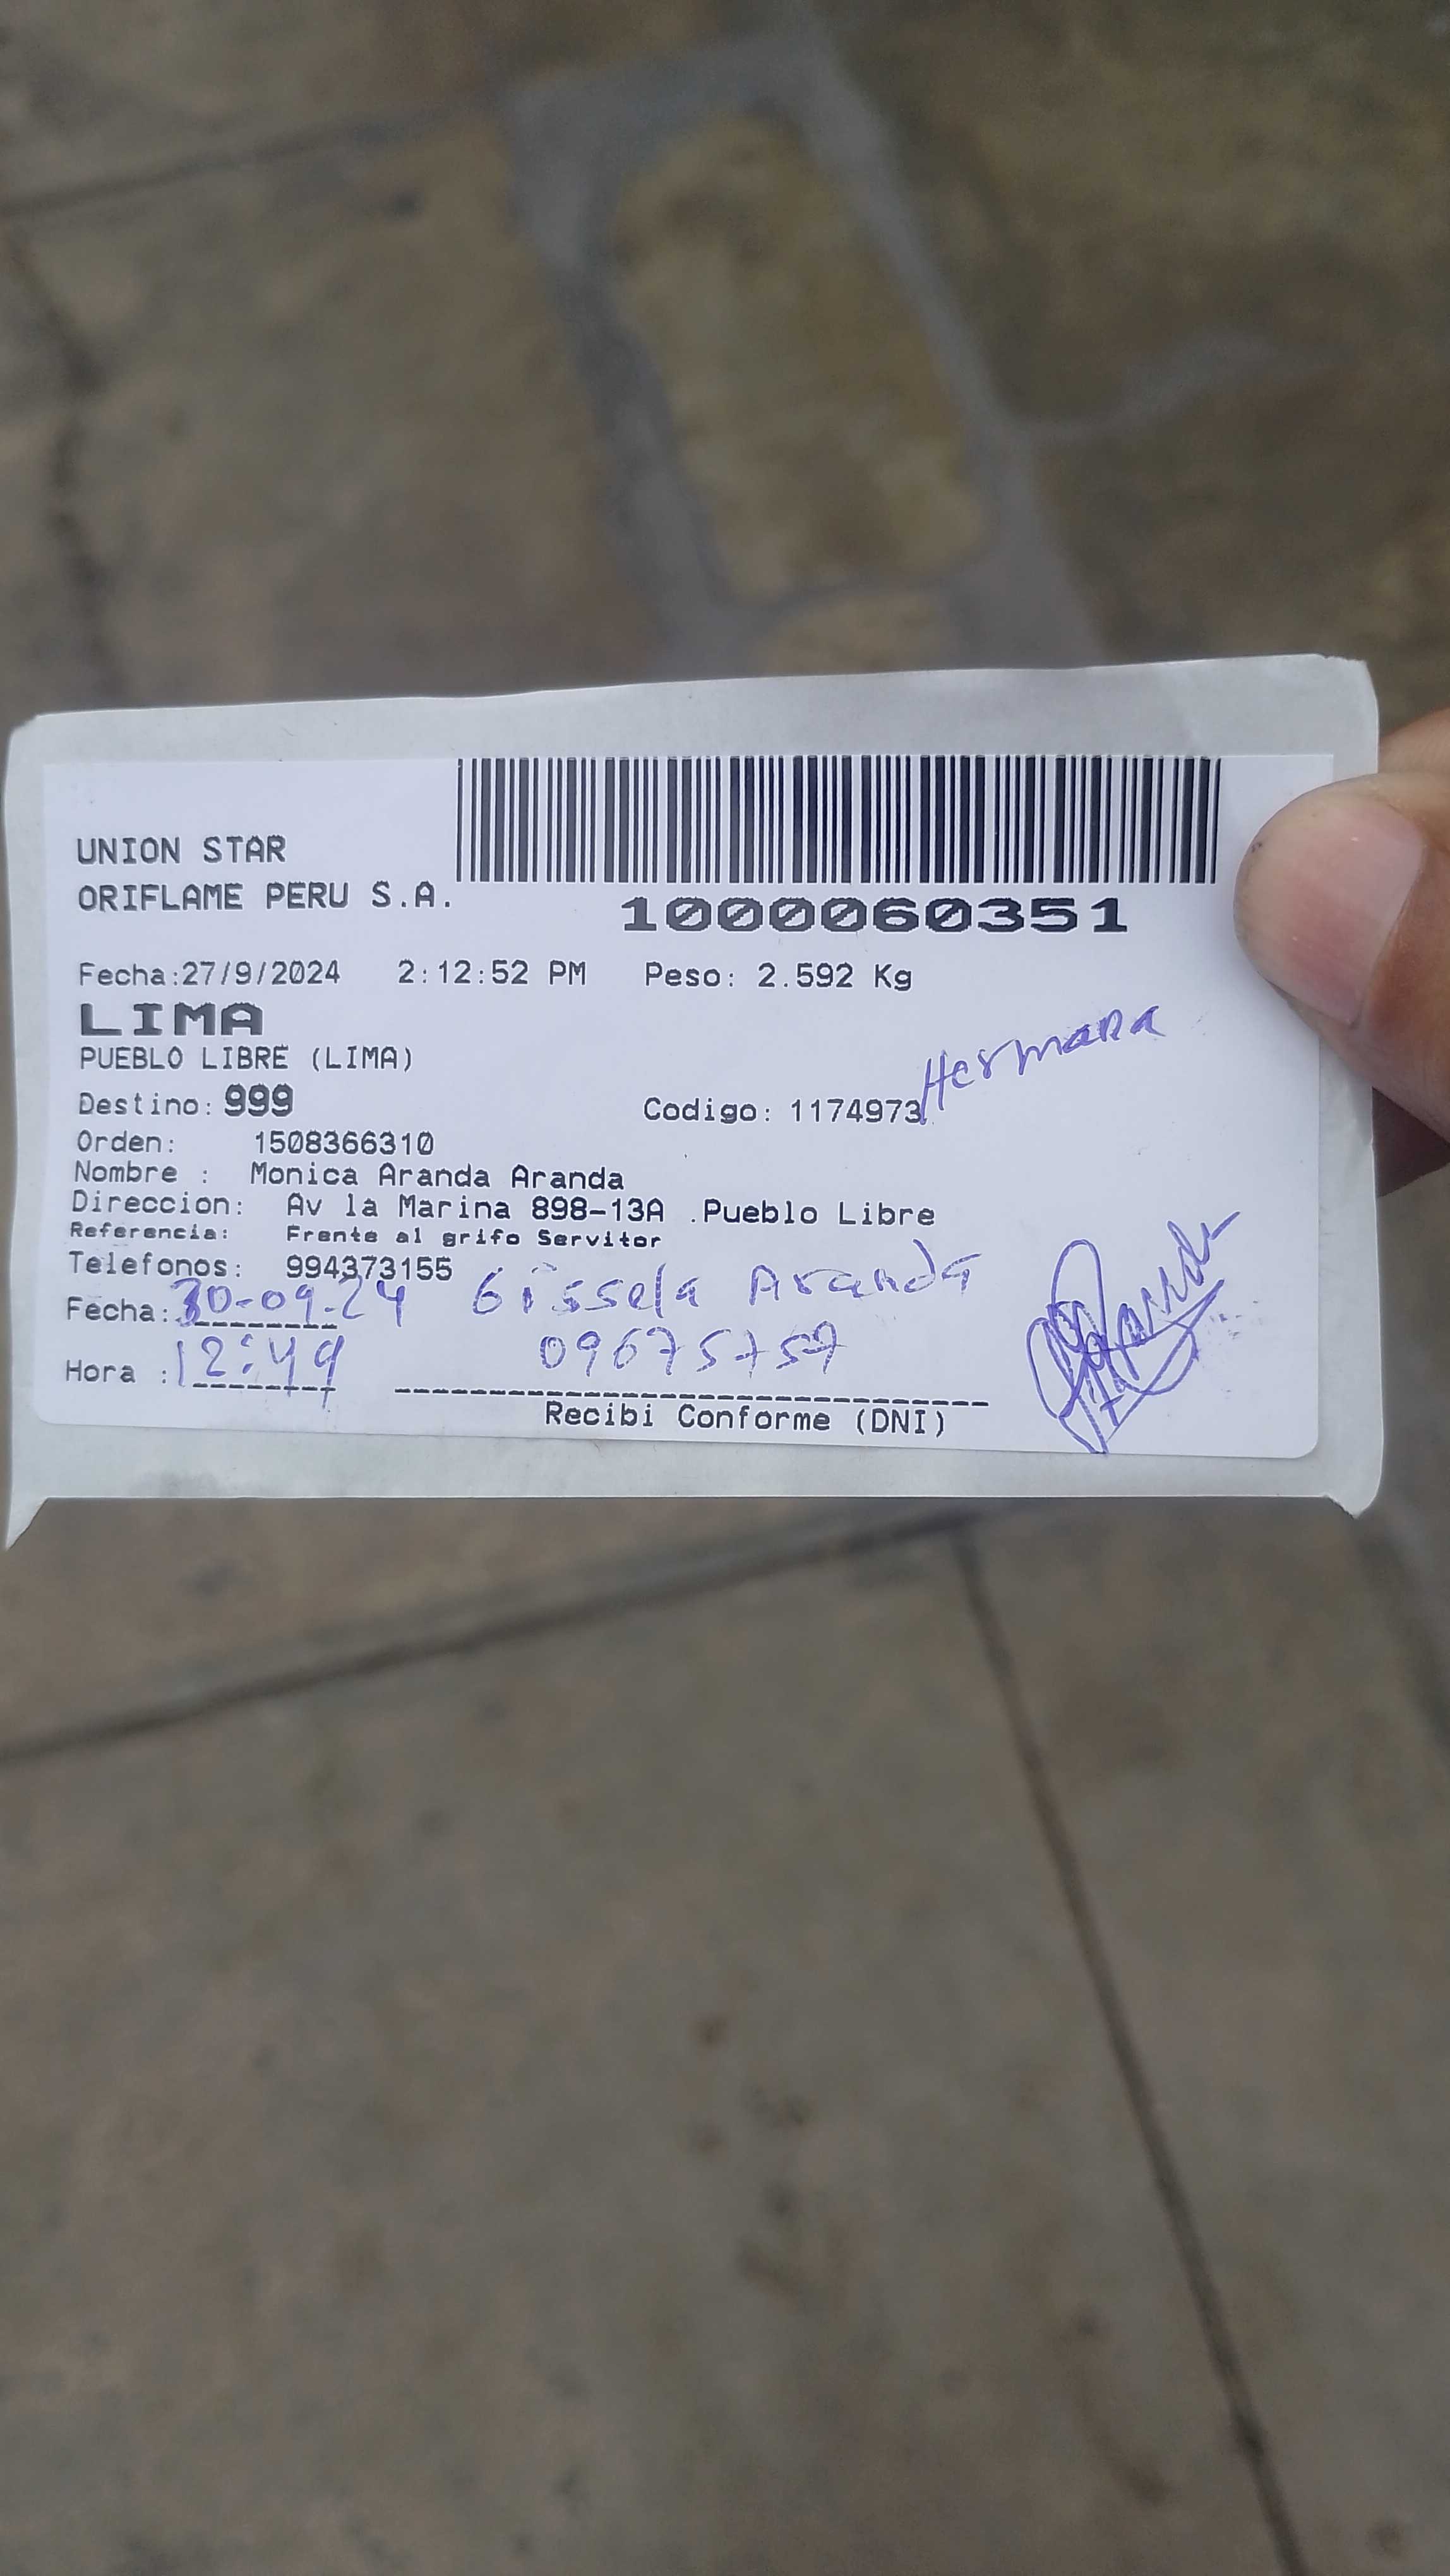 UNION STAR
ORIFLAME PERU S.A.
1000060351
Fecha:27/9/2024 2:12:52 PM Peso: 2.592 Kg
LIMA
PUEBLO LIBRE (LIMA)
Hermana
Destino: 999 Codigo: 1174973
Orden: 1508366310
Nombre : Monica Aranda Aranda
Direccion: Av la Marina 898-13A .Pueblo Libre
Referencia: Frente al grifo Servitor
Telefonos: 994373155
Fecha: 30-09-24 Gissela Aranda
Hora : 12:49 09675757
Recibi Conforme (DNI)